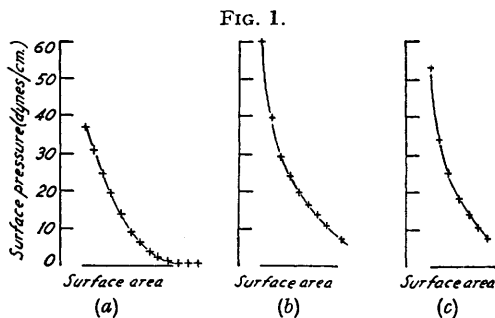 FIG. 1.
Surface pressure(dynes/cm.)
60
50
40
30
20
10
0
Surface area Surface area Surface area
(a) (b) (c)